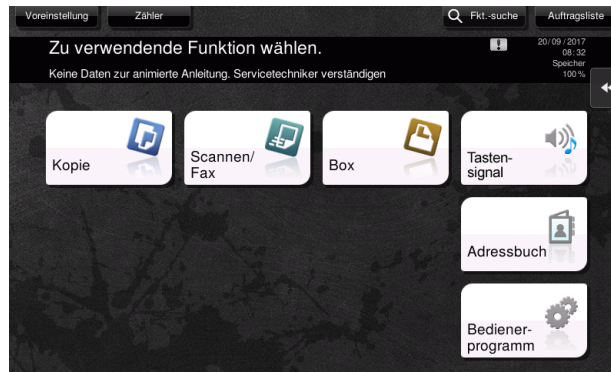 Voreinstellung
Zähler
Fkt.-suche
Auftragsliste
Zu verwendende Funktion wählen.
20/09/2017
08:32
Speicher
100 %
Keine Daten zur animierte Anleitung. Servicetechniker verständigen
Kopie
Scannen/
Fax
Box
Tasten-
signal
Adressbuch
Bediener-
programm